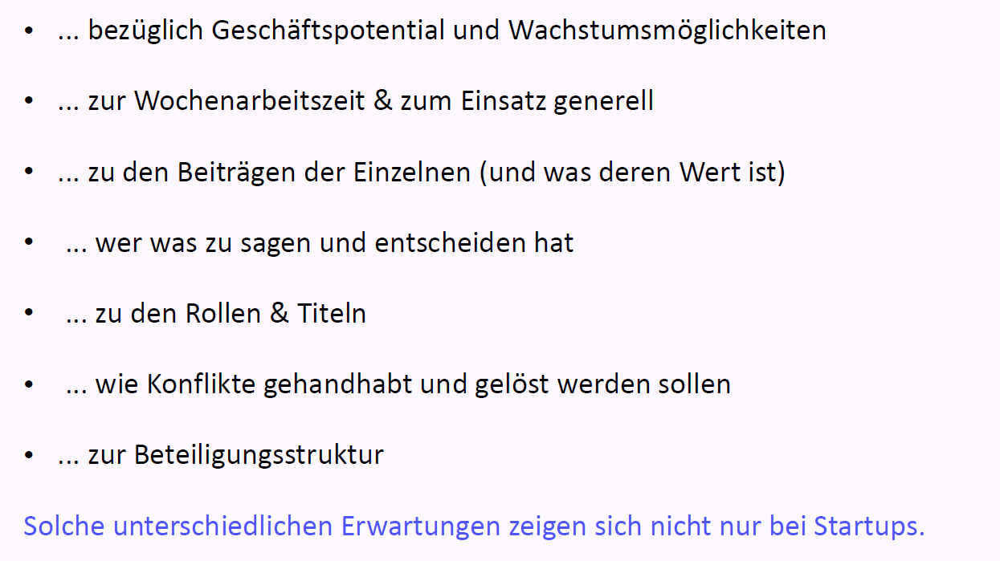 • ... bezüglich Geschäftspotential und Wachstumsmöglichkeiten
• ... zur Wochenarbeitszeit & zum Einsatz generell
• ... zu den Beiträgen der Einzelnen (und was deren Wert ist)
• ... wer was zu sagen und entscheiden hat
• ... zu den Rollen & Titeln
• ... wie Konflikte gehandhabt und gelöst werden sollen
• ... zur Beteiligungsstruktur
Solche unterschiedlichen Erwartungen zeigen sich nicht nur bei Startups.